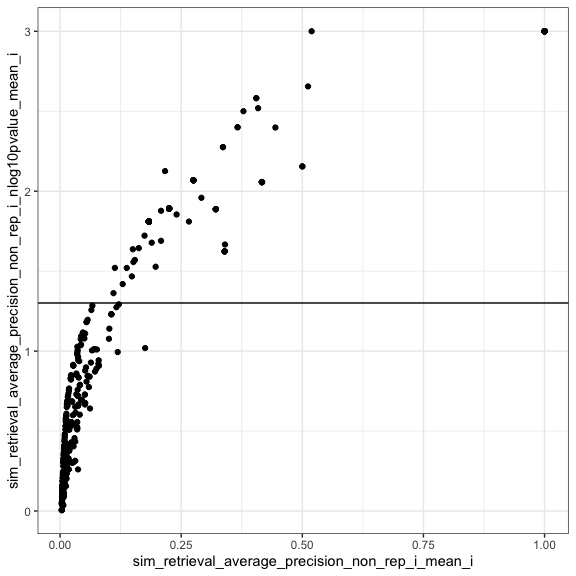 sim_retrieval_average_precision_non_rep_i_nlog10pvalue_mean_i
3
2
1
0
0.00 0.25 0.50 0.75 1.00
sim_retrieval_average_precision_non_rep_i_mean_i